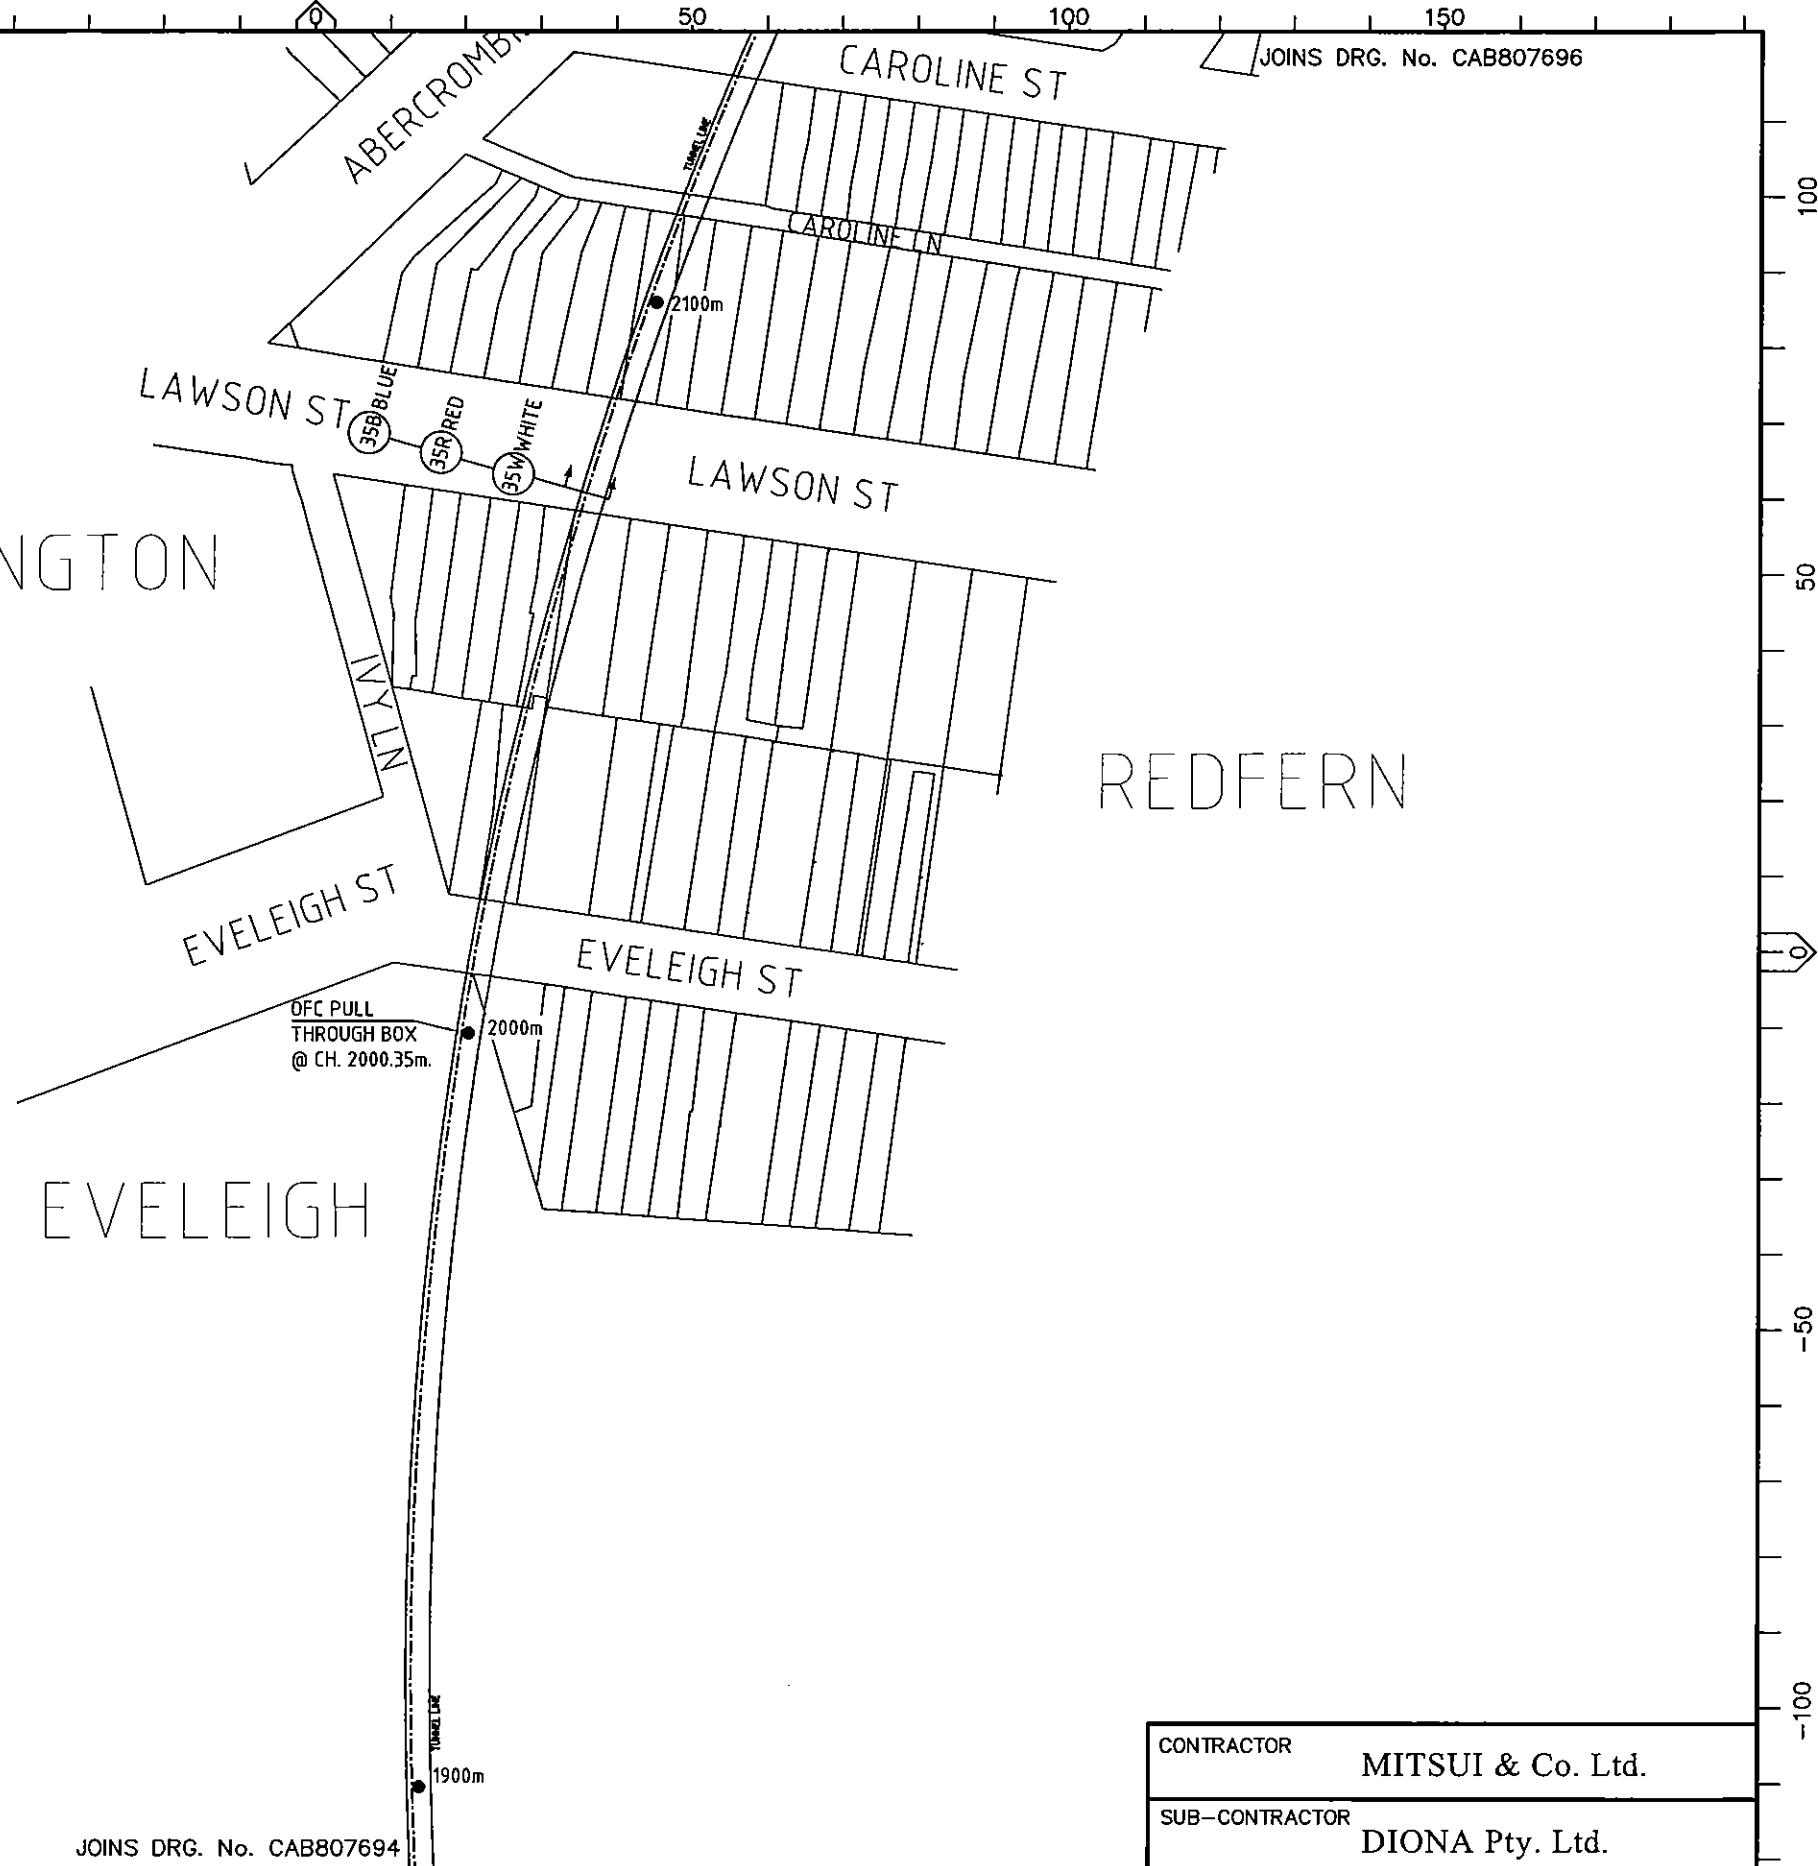 0 50 100 150
JOINS DRG. No. CAB807696
CAROLINE ST
TUNNEL LINE
100
CAROLINE LN
2100m
LAWSON ST
35B BLUE
35R RED
35W WHITE
LAWSON ST
NGTON
50
IVY LN
REDFERN
EVELEIGH ST
EVELEIGH ST
0
OFC PULL
THROUGH BOX
@ CH. 2000.35m.
2000m
EVELEIGH
-50
TUNNEL LINE
-100
1900m
CONTRACTOR
MITSUI & Co. Ltd.
SUB-CONTRACTOR
DIONA Pty. Ltd.
JOINS DRG. No. CAB807694